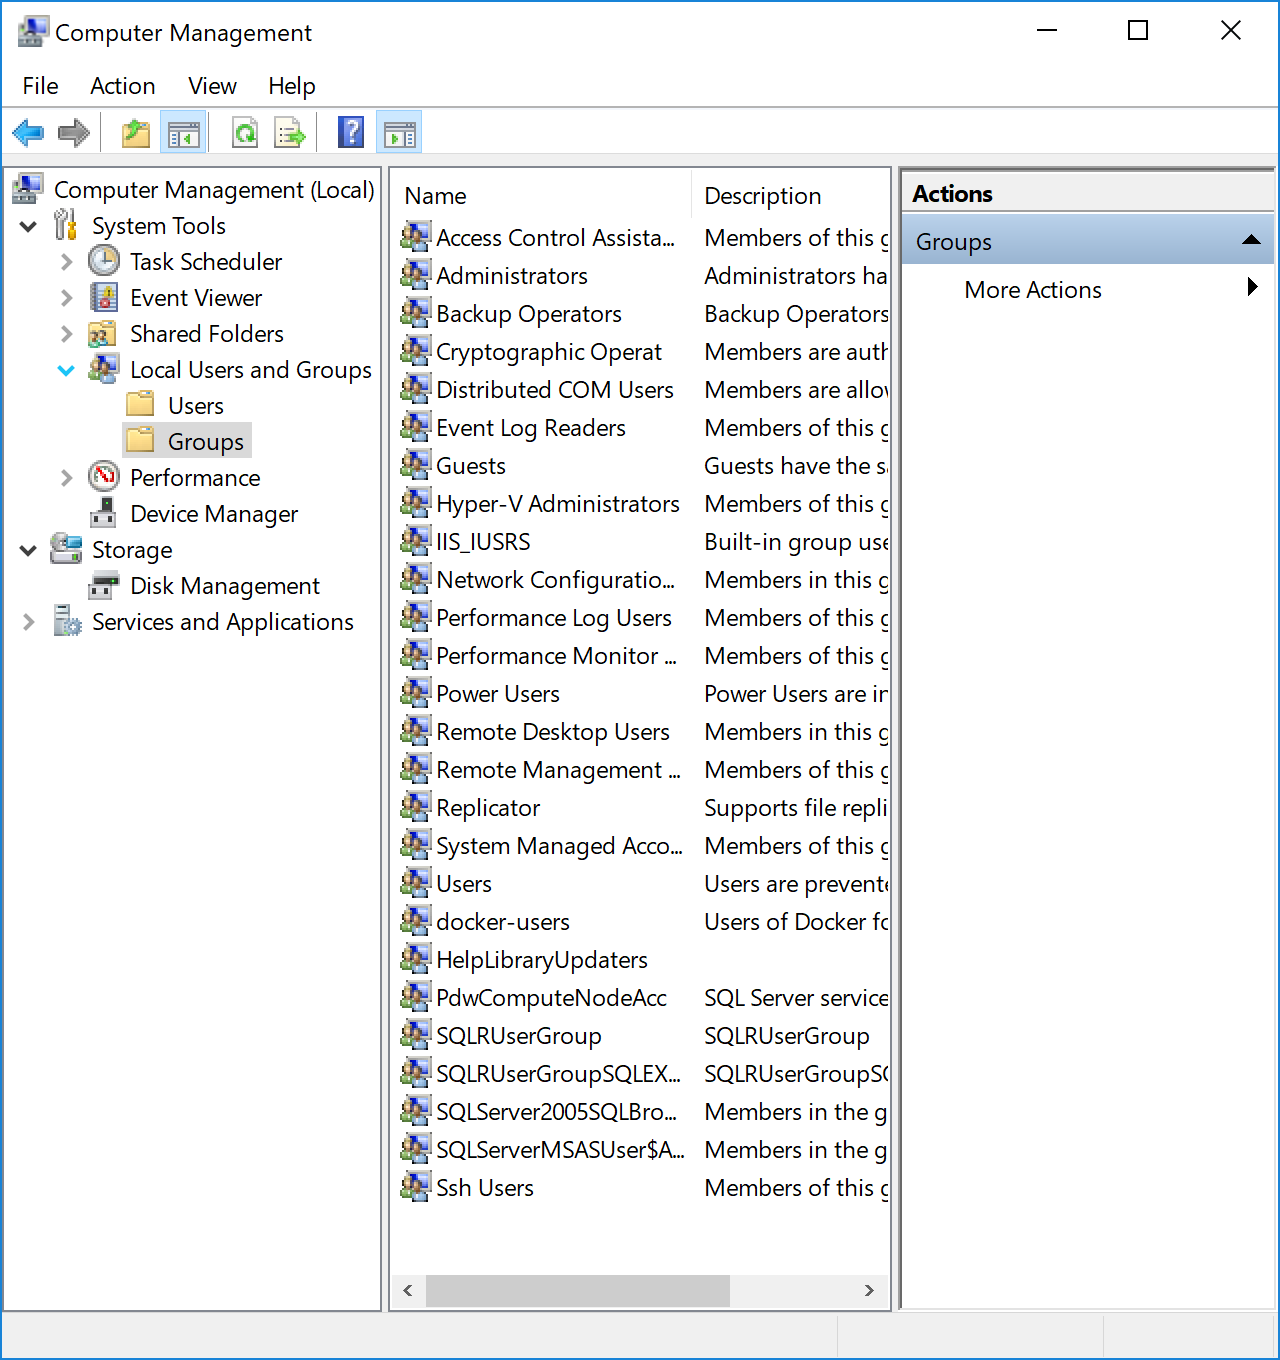 Computer Management
File Action View Help
Computer Management (Local)
System Tools
Task Scheduler
Event Viewer
Shared Folders
Local Users and Groups
Users
Groups
Performance
Device Manager
Storage
Disk Management
Services and Applications
Name Description
Access Control Assista... Members of this g
Administrators Administrators ha
Backup Operators Backup Operators
Cryptographic Operat Members are auth
Distributed COM Users Members are allo
Event Log Readers Members of this g
Guests Guests have the sa
Hyper-V Administrators Members of this g
IIS_IUSRS Built-in group use
Network Configuratio... Members in this g
Performance Log Users Members of this g
Performance Monitor ... Members of this g
Power Users Power Users are in
Remote Desktop Users Members in this g
Remote Management ... Members of this g
Replicator Supports file repli
System Managed Acco... Members of this g
Users Users are prevente
docker-users Users of Docker fo
HelpLibraryUpdaters
PdwComputeNodeAcc SQL Server service
SQLRUserGroup SQLRUserGroup
SQLRUserGroupSQLEX... SQLRUserGroupSQ
SQLServer2005SQLBro... Members in the g
SQLServerMSASUser$A... Members in the g
Ssh Users Members of this g
Actions
Groups
More Actions